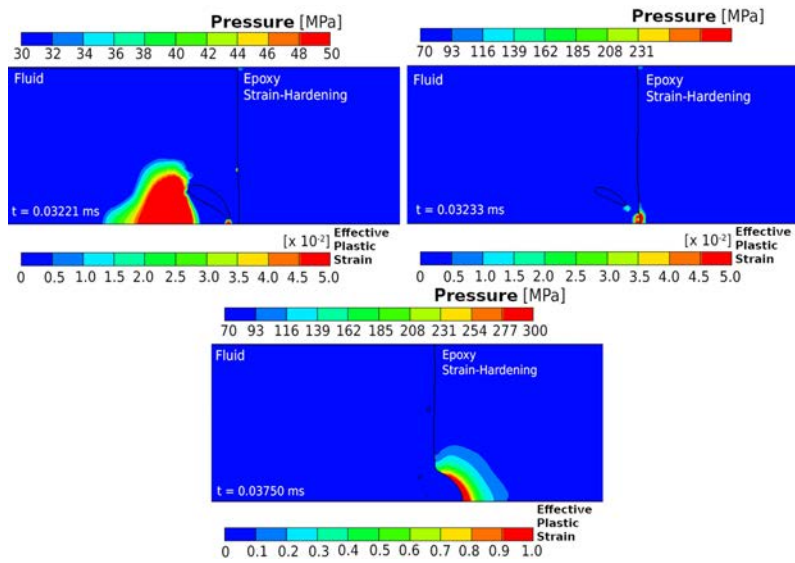 Pressure [MPa]
30 32 34 36 38 40 42 44 46 48 50
Fluid
Epoxy
Strain-Hardening
t = 0.03221 ms
[x 10-2]
Effective
Plastic
Strain
0 0.5 1.0 1.5 2.0 2.5 3.0 3.5 4.0 4.5 5.0
Pressure [MPa]
70 93 116 139 162 185 208 231
Fluid
Epoxy
Strain-Hardening
t = 0.03233 ms
[x 10-2]
Effective
Plastic
Strain
0 0.5 1.0 1.5 2.0 2.5 3.0 3.5 4.0 4.5 5.0
Pressure [MPa]
70 93 116 139 162 185 208 231 254 277 300
Fluid
Epoxy
Strain-Hardening
t = 0.03750 ms
Effective
Plastic
Strain
0 0.1 0.2 0.3 0.4 0.5 0.6 0.7 0.8 0.9 1.0